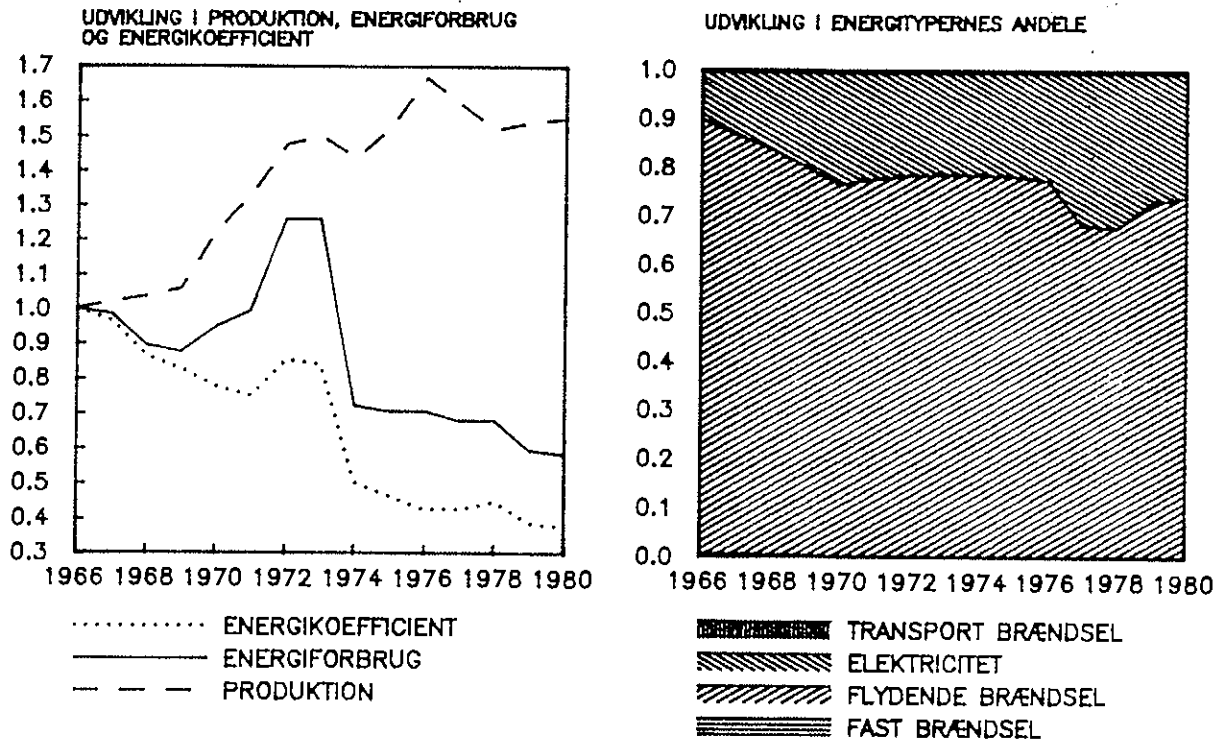 UDVIKLING I PRODUKTION, ENERGIFORBRUG
OG ENERGIKOEFFICIENT
1.7
1.6
1.5
1.4
1.3
1.2
1.1
1.0
0.9
0.8
0.7
0.6
0.5
0.4
0.3
1966 1968 1970 1972 1974 1976 1978 1980
ENERGIKOEFFICIENT
ENERGIFORBRUG
PRODUKTION
UDVIKLING I ENERGITYPERNES ANDELE
1.0
0.9
0.8
0.7
0.6
0.5
0.4
0.3
0.2
0.1
0.0
1966 1968 1970 1972 1974 1976 1978 1980
TRANSPORT BRÆNDSEL
ELEKTRICITET
FLYDENDE BRÆNDSEL
FAST BRÆNDSEL